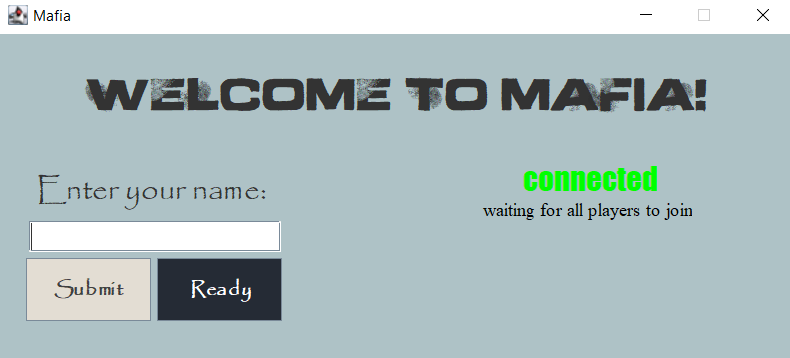 Mafia
WELCOME TO MAFIA!
Enter your name:
connected
waiting for all players to join
Submit
Ready